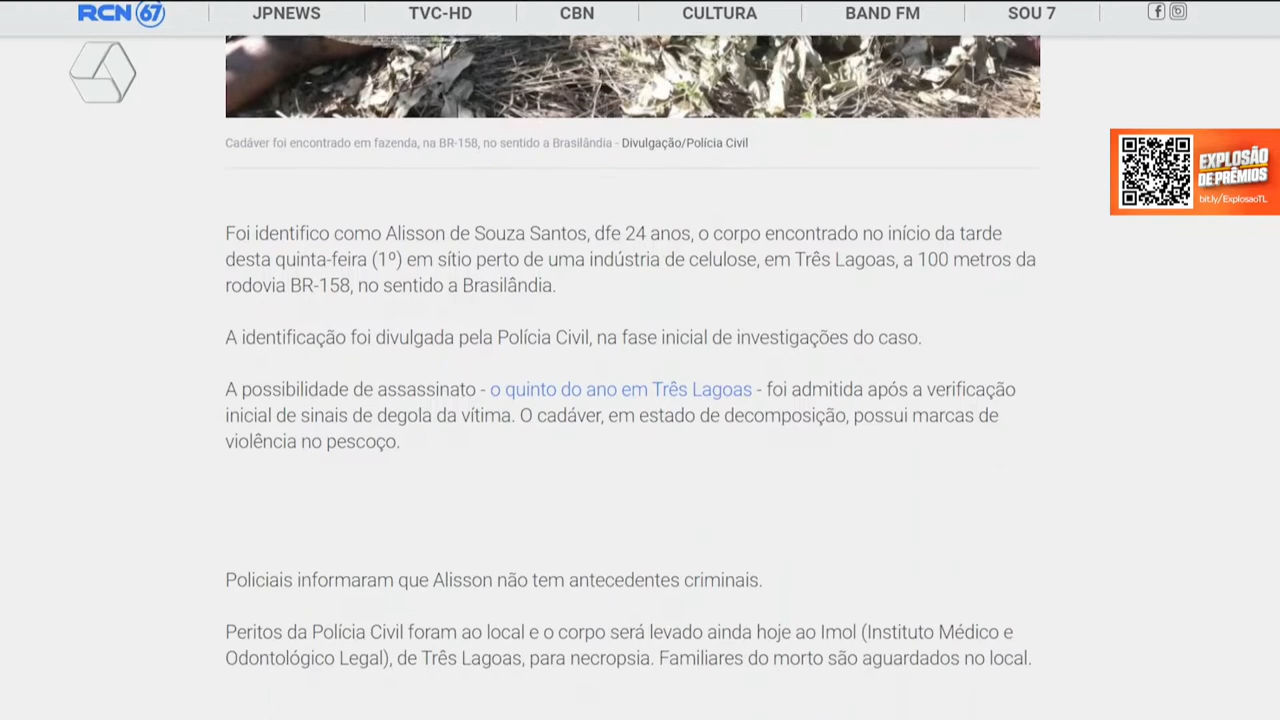 RCN 67
JPNEWS
TVC-HD
CBN
CULTURA
BAND FM
SOU 7
Cadáver foi encontrado em fazenda, na BR-158, no sentido a Brasilândia - Divulgação/Polícia Civil
EXPLOSÃO
DE PRÊMIOS
bit.ly/ExplosaoTL
Foi identifico como Alisson de Souza Santos, dfe 24 anos, o corpo encontrado no início da tarde
desta quinta-feira (1º) em sítio perto de uma indústria de celulose, em Três Lagoas, a 100 metros da
rodovia BR-158, no sentido a Brasilândia.
A identificação foi divulgada pela Polícia Civil, na fase inicial de investigações do caso.
A possibilidade de assassinato - o quinto do ano em Três Lagoas - foi admitida após a verificação
inicial de sinais de degola da vítima. O cadáver, em estado de decomposição, possui marcas de
violência no pescoço.
Policiais informaram que Alisson não tem antecedentes criminais.
Peritos da Polícia Civil foram ao local e o corpo será levado ainda hoje ao Imol (Instituto Médico e
Odontológico Legal), de Três Lagoas, para necropsia. Familiares do morto são aguardados no local.